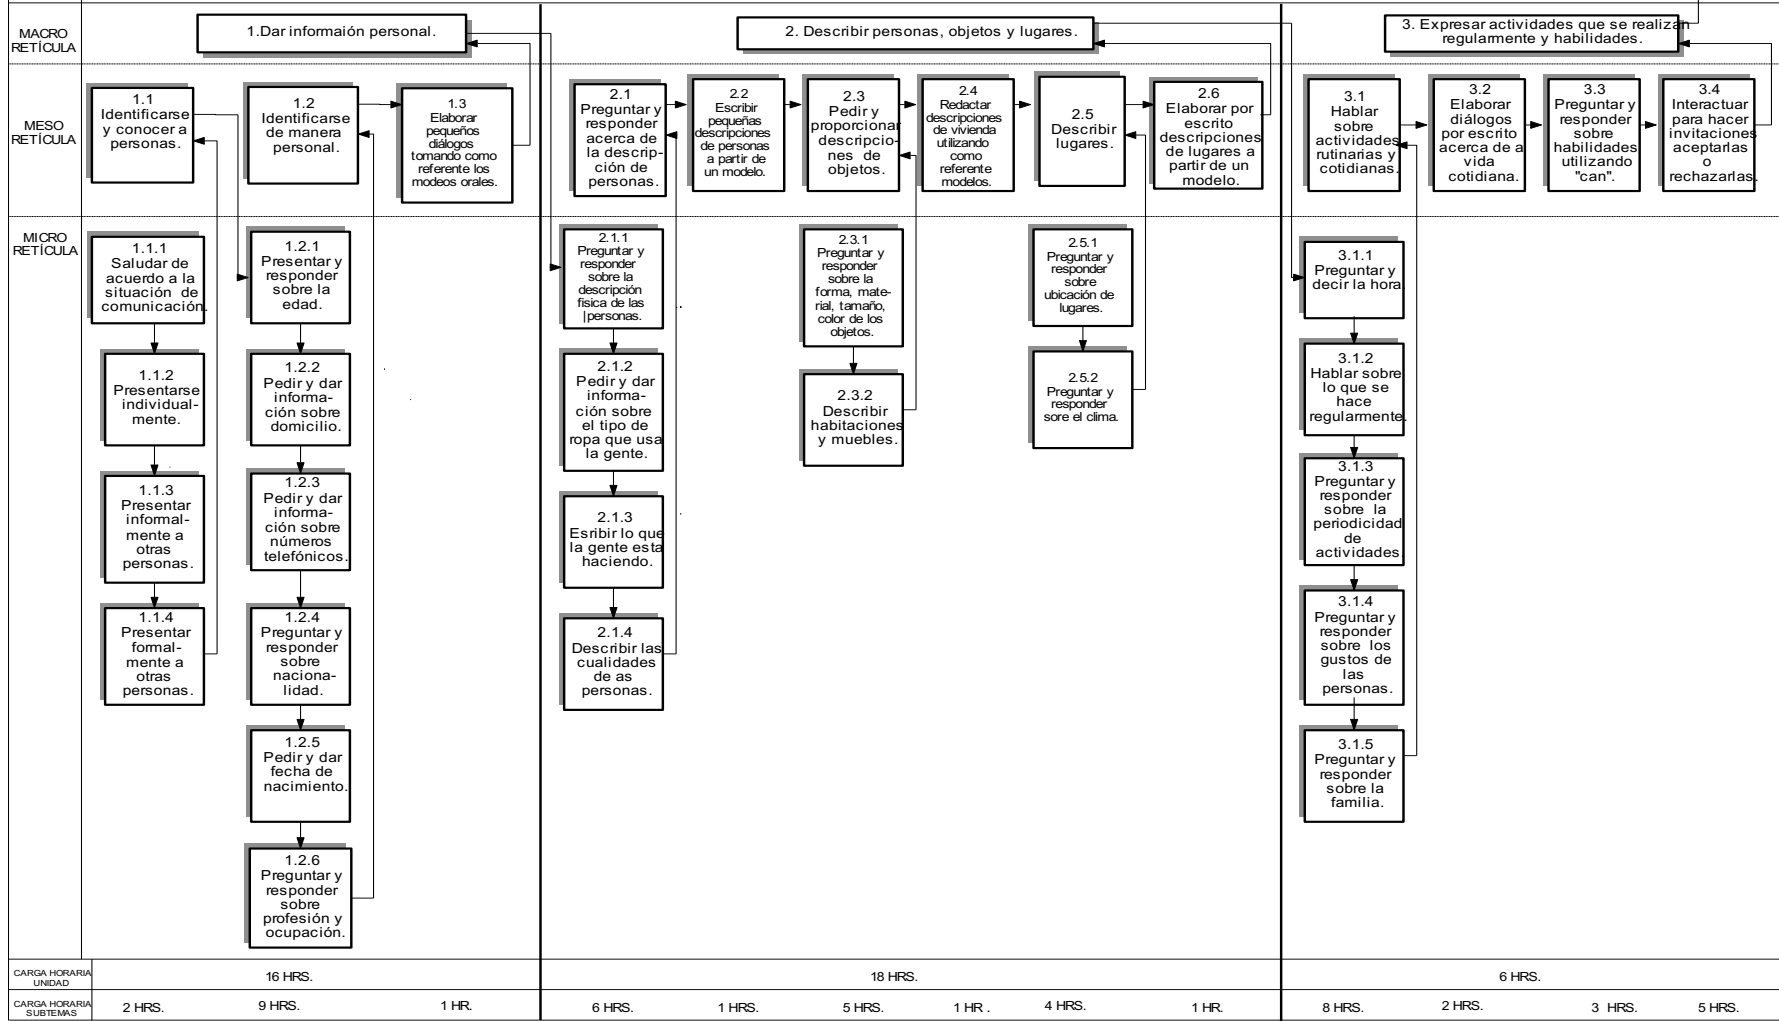 MACRO
RETÍCULA
1.Dar informaión personal.
2. Describir personas, objetos y lugares.
3. Expresar actividades que se realizan
regularmente y habilidades.
MESO
RETÍCULA
1.1
Identificarse
y conocer a
personas.
1.2
Identificarse
de manera
personal.
1.3
Elaborar
pequeños
diálogos
tomando como
referente los
modeos orales.
2.1
Preguntar y
responder
acerca de
la descrip-
ción de
personas.
2.2
Escribir
pequeñas
descripciones
de personas
a partir de
un modelo.
2.3
Pedir y
proporcionar
descripcio-
nes de
objetos.
2.4
Redactar
descripciones
de vivienda
utilizando
como
referente
modelos.
2.5
Describir
lugares.
2.6
Elaborar por
escrito
descripciones
de lugares a
partir de un
modelo.
3.1
Hablar
sobre
actividades
rutinarias y
cotidianas.
3.2
Elaborar
diálogos
por escrito
acerca de a
vida
cotidiana.
3.3
Preguntar y
responder
sobre
habilidades
utilizando
"can".
3.4
Interactuar
para hacer
invitaciones
aceptarlas
o
rechazarlas.
MICRO
RETÍCULA
1.1.1
Saludar de
acuerdo a la
situación de
comunicación.
1.1.2
Presentarse
individual-
mente.
1.1.3
Presentar
informal-
mente a
otras
personas.
1.1.4
Presentar
formal-
mente a
otras
personas.
1.2.1
Presentar y
responder
sobre la
edad.
1.2.2
Pedir y dar
informa-
ción sobre
domicilio.
1.2.3
Pedir y dar
informa-
ción sobre
números
telefónicos.
1.2.4
Preguntar y
responder
sobre
naciona-
lidad.
1.2.5
Pedir y dar
fecha de
nacimiento.
1.2.6
Preguntar y
responder
sobre
profesión y
ocupación.
2.1.1
Preguntar y
responder
sobre la
descripción
fisica de las
|personas.
2.1.2
Pedir y dar
informa-
ción sobre
el tipo de
ropa que usa
la gente.
2.1.3
Esribir lo que
la gente esta
haciendo.
2.1.4
Describir las
cualidades
de as
personas.
2.3.1
Preguntar y
responder
sobre la
forma, mate-
rial, tamaño,
color de los
objetos.
2.3.2
Describir
habitaciones
y muebles.
2.5.1
Preguntar y
responder
sobre
ubicación de
lugares.
2.5.2
Preguntar y
responder
sore el clima.
3.1.1
Preguntar y
decir la hora.
3.1.2
Hablar sobre
lo que se
hace
regularmente.
3.1.3
Preguntar y
responder
sobre la
periodicidad
de
actividades.
3.1.4
Preguntar y
responder
sobre los
gustos de
las
personas.
3.1.5
Preguntar y
responder
sobre la
familia.
CARGA HORARIA
UNIDAD
16 HRS.
18 HRS.
6 HRS.
CARGA HORARIA
SUBTEMAS
2 HRS.
9 HRS.
1 HR.
6 HRS.
1 HRS.
5 HRS.
1 HR .
4 HRS.
1 HR.
8 HRS.
2 HRS.
3 HRS.
5 HRS.